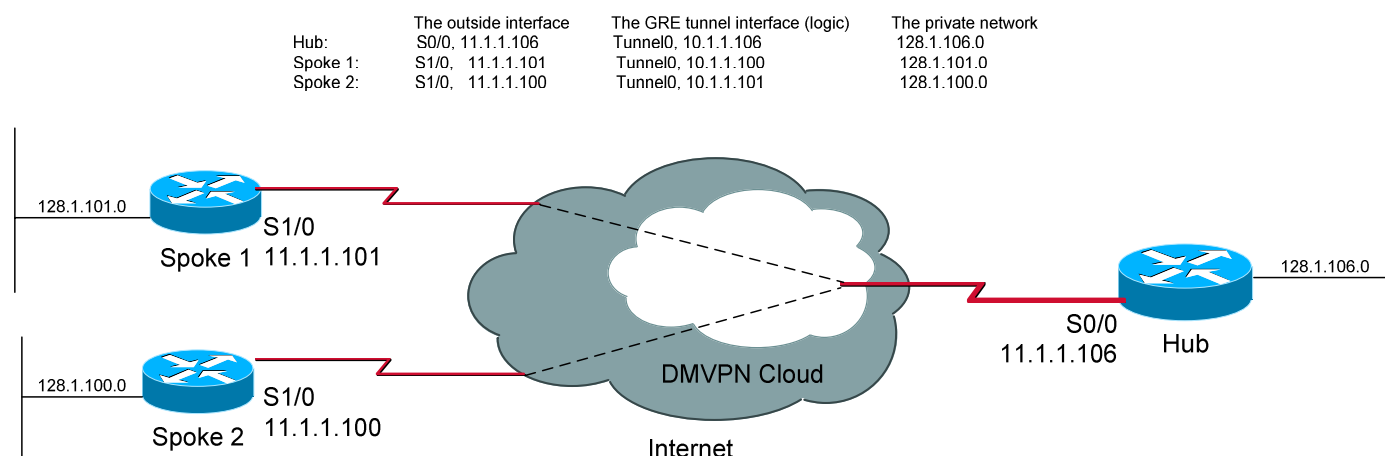 The outside interface The GRE tunnel interface (logic) The private network
Hub: S0/0, 11.1.1.106 Tunnel0, 10.1.1.106 128.1.106.0
Spoke 1: S1/0, 11.1.1.101 Tunnel0, 10.1.1.100 128.1.101.0
Spoke 2: S1/0, 11.1.1.100 Tunnel0, 10.1.1.101 128.1.100.0
128.1.101.0
S1/0
Spoke 1 11.1.1.101
128.1.106.0
S0/0
11.1.1.106
Hub
DMVPN Cloud
128.1.100.0
S1/0
11.1.1.100
Spoke 2
Internet